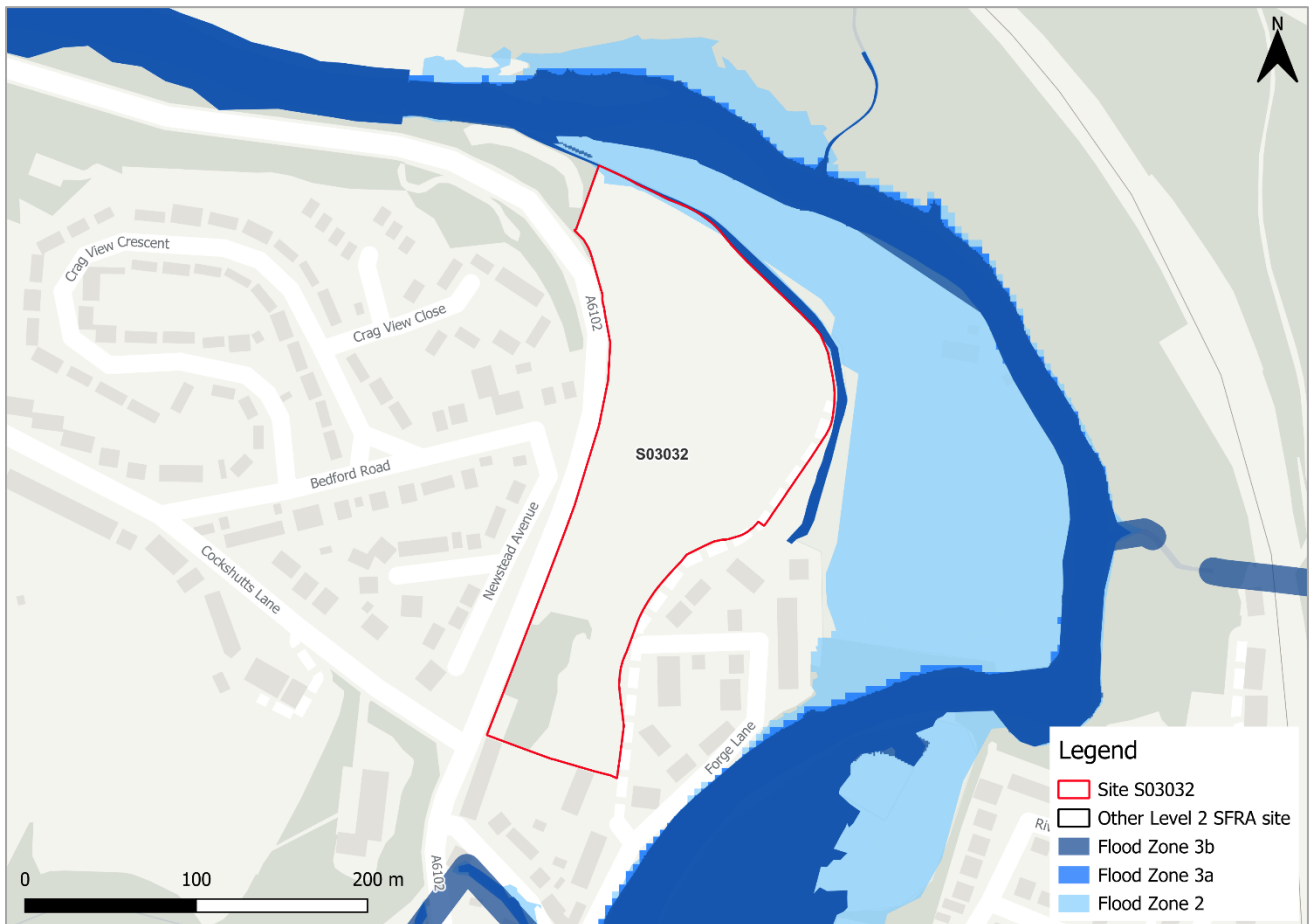 N
Crag View Crescent
A6102
Crag View Close
S03032
Bedford Road
Newstead Avenue
Cockshutts Lane
Forge Lane
A6102
Legend
Site S03032
Other Level 2 SFRA site
Flood Zone 3b
Flood Zone 3a
Flood Zone 2
0 100 200 m